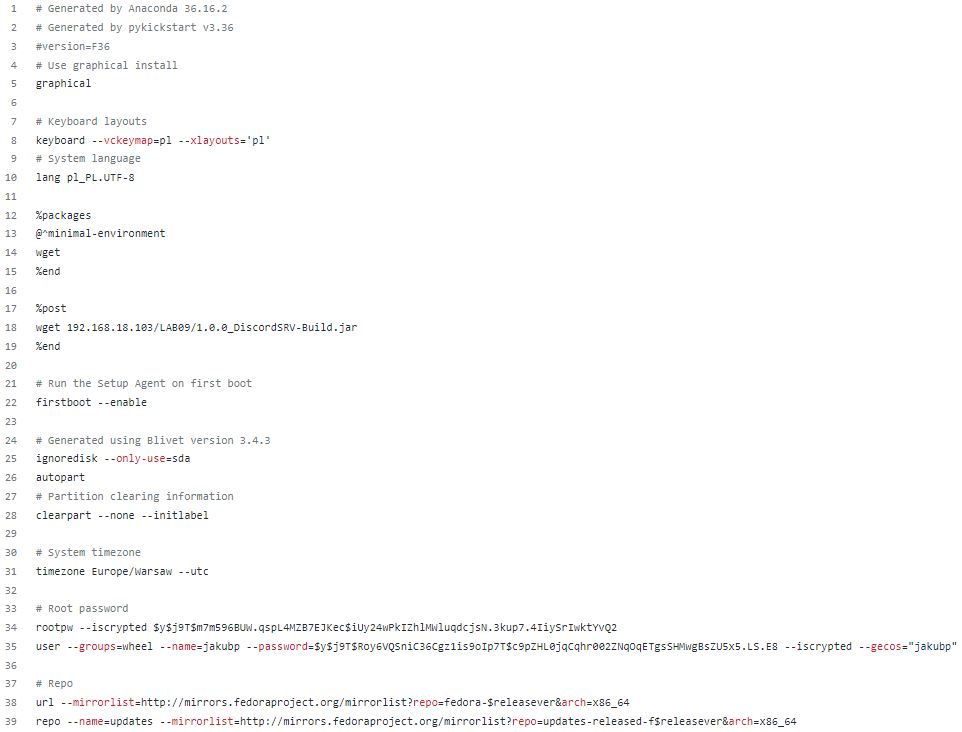 1 # Generated by Anaconda 36.16.2
2 # Generated by pykickstart v3.36
3 #version=F36
4 # Use graphical install
5 graphical
6
7 # Keyboard layouts
8 keyboard --vckeymap=pl --xlayouts='pl'
9 # System language
10 lang pl_PL.UTF-8
11
12 %packages
13 @^minimal-environment
14 wget
15 %end
16
17 %post
18 wget 192.168.18.103/LAB09/1.0.0_DiscordSRV-Build.jar
19 %end
20
21 # Run the Setup Agent on first boot
22 firstboot --enable
23
24 # Generated using Blivet version 3.4.3
25 ignoredisk --only-use=sda
26 autopart
27 # Partition clearing information
28 clearpart --none --initlabel
29
30 # System timezone
31 timezone Europe/Warsaw --utc
32
33 # Root password
34 rootpw --iscrypted $y$j9T$m7m596BUW.qspL4MZB7EJKec$iUy24wPkIZhlMWluqdcjsN.3kup7.4IiySrIwktYvQ2
35 user --groups=wheel --name=jakubp --password=$y$j9T$Roy6VQSniC36Cgz1is9oIp7T$c9pZHL0jqCqhr002ZNqOqETgsSHMwgBsZU5x5.LS.E8 --iscrypted --gecos="jakubp"
36
37 # Repo
38 url --mirrorlist=http://mirrors.fedoraproject.org/mirrorlist?repo=fedora-$releasever&arch=x86_64
39 repo --name=updates --mirrorlist=http://mirrors.fedoraproject.org/mirrorlist?repo=updates-released-f$releasever&arch=x86_64